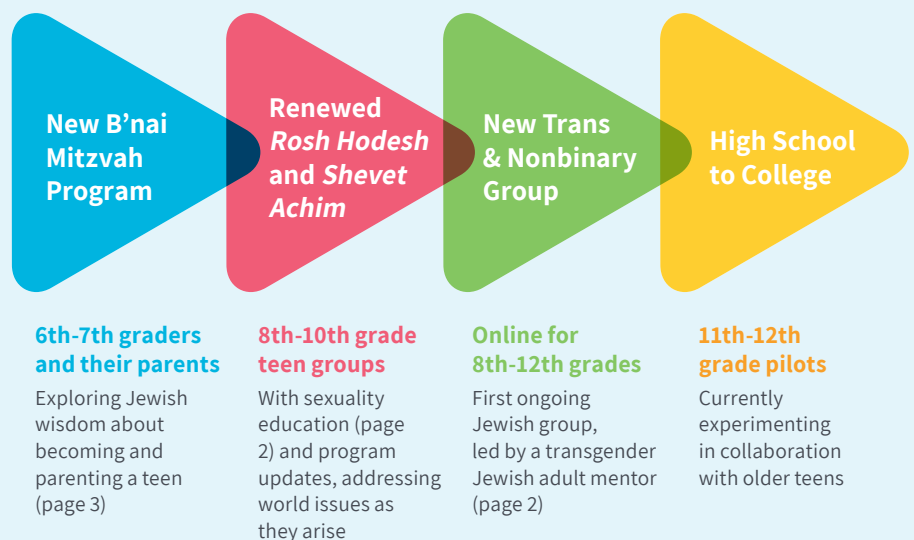 New B’nai
Mitzvah
Program
Renewed
Rosh Hodesh
and Shevet
Achim
New Trans
& Nonbinary
Group
High School
to College
6th-7th graders
and their parents
Exploring Jewish
wisdom about
becoming and
parenting a teen
(page 3)
8th-10th grade
teen groups
With sexuality
education (page
2) and program
updates, addressing
world issues as
they arise
Online for
8th-12th grades
First ongoing
Jewish group,
led by a transgender
Jewish adult mentor
(page 2)
11th-12th
grade pilots
Currently
experimenting
in collaboration
with older teens